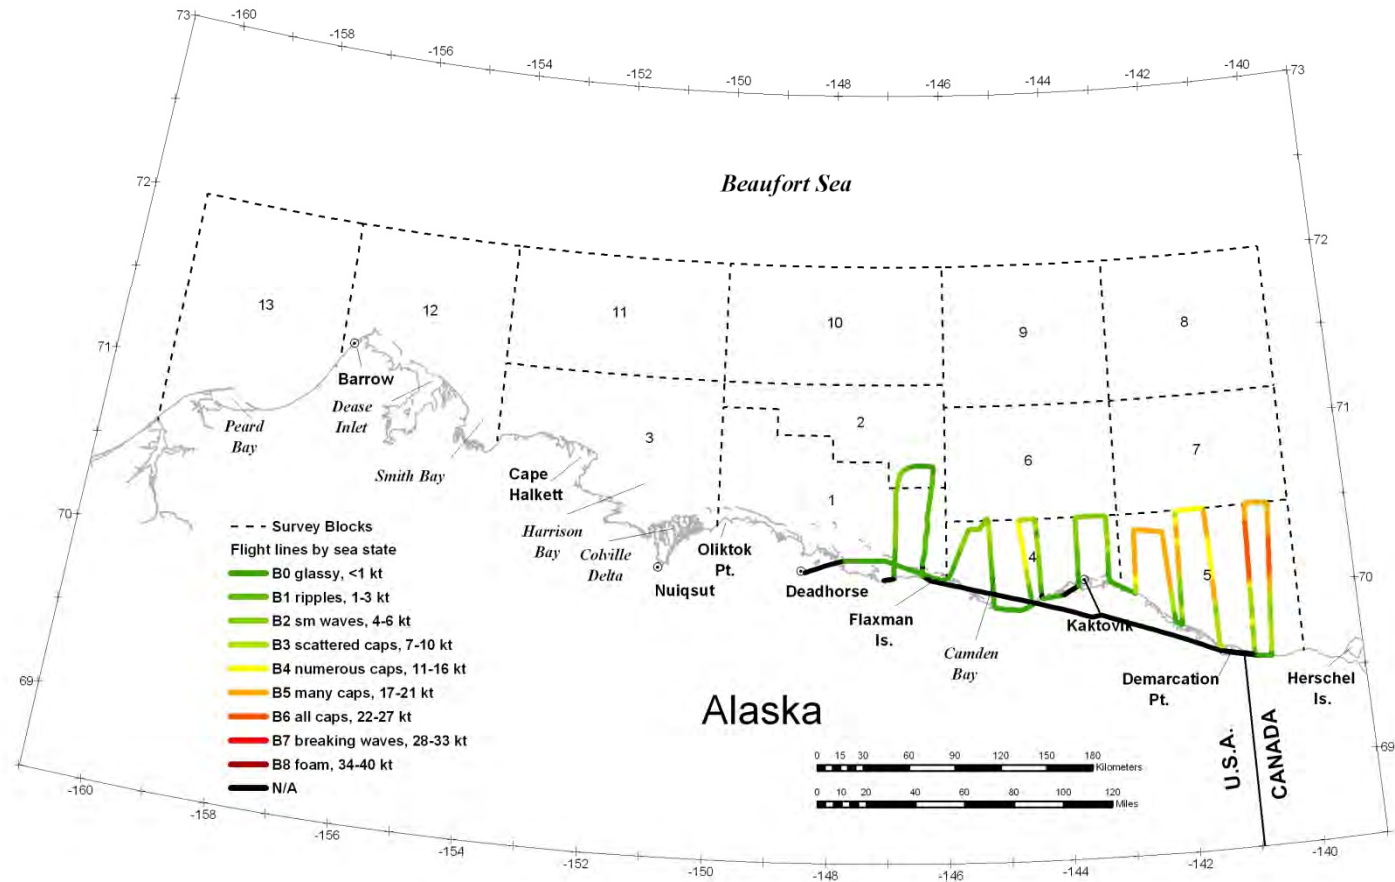 73
-160
-158
-156
-154
-152
-150
-148
-146
-144
-142
-140
73
Beaufort Sea
72
72
13
12
11
10
9
8
71
71
Barrow
Dease
Inlet
Peard
Bay
Smith Bay
3
2
6
7
Cape
Halkett
1
70
Harrison
Bay
Colville
Delta
Oliktok
Pt.
Nuiqsut
Deadhorse
Flaxman
Is.
4
5
70
Camden
Bay
Kaktovik
Demarcation
Pt.
Herschel
Is.
Survey Blocks
Flight lines by sea state
B0 glassy, <1 kt
B1 ripples, 1-3 kt
B2 sm waves, 4-6 kt
B3 scattered caps, 7-10 kt
B4 numerous caps, 11-16 kt
B5 many caps, 17-21 kt
B6 all caps, 22-27 kt
B7 breaking waves, 28-33 kt
B8 foam, 34-40 kt
N/A
69
Alaska
U.S.A.
CANADA
69
0 15 30 60 90 120 150 180
Kilometers
0 10 20 40 60 80 100 120
Miles
-160
-158
-156
-154
-152
-150
-148
-146
-144
-142
-140